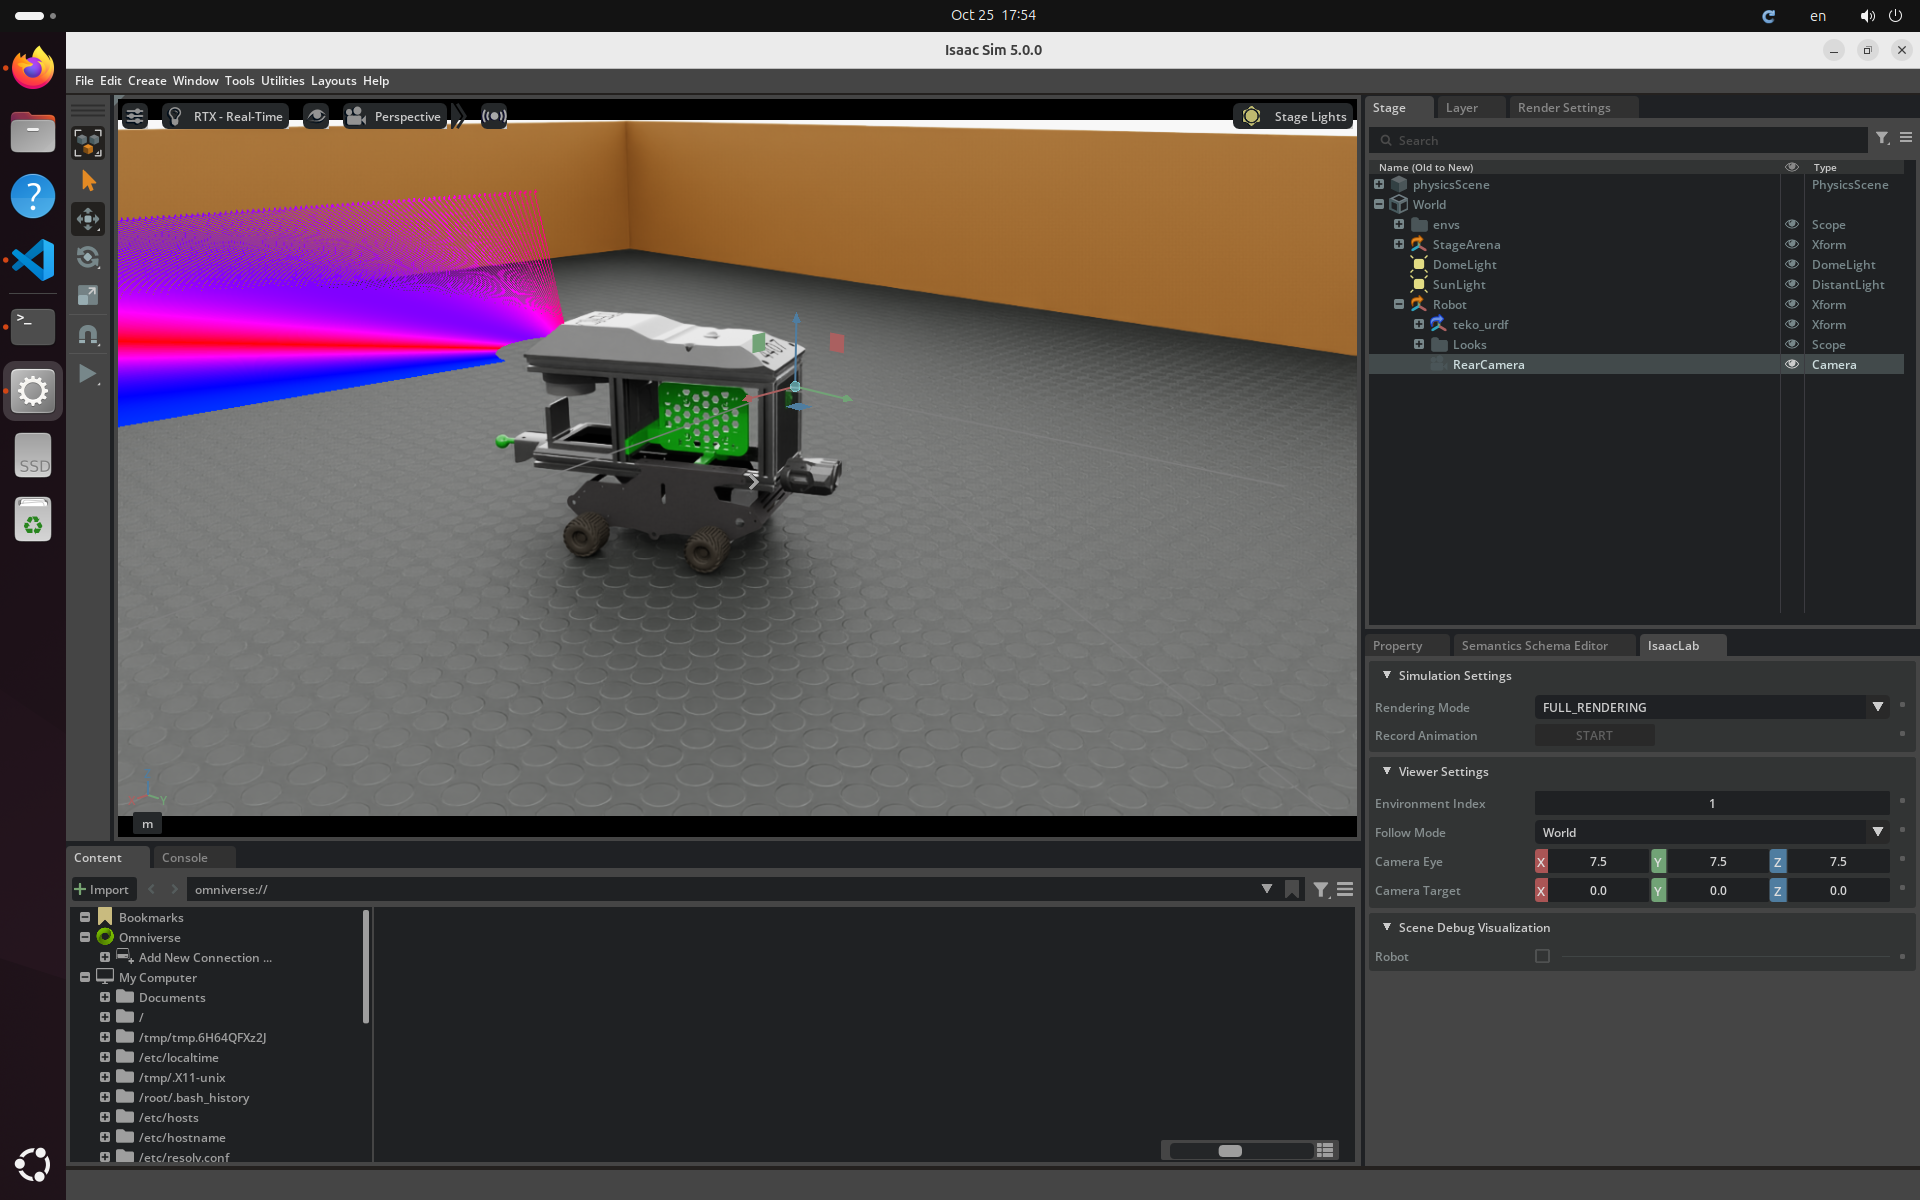 Oct 25 17:54
en
Isaac Sim 5.0.0
File Edit Create Window Tools Utilities Layouts Help
RTX - Real-Time
Perspective
Stage Lights
Stage Layer Render Settings
Search
Name (Old to New) Type
physicsScene PhysicsScene
World
envs Scope
StageArena Xform
DomeLight DomeLight
SunLight DistantLight
Robot Xform
teko_urdf Xform
Looks Scope
RearCamera Camera
>_
SSD
Y
m
Property Semantics Schema Editor IsaacLab
Simulation Settings
Rendering Mode FULL_RENDERING
Record Animation START
Viewer Settings
Environment Index 1
Follow Mode World
Camera Eye X 7.5 Y 7.5 Z 7.5
Camera Target X 0.0 Y 0.0 Z 0.0
Scene Debug Visualization
Robot
Content Console
Import omniverse://
Bookmarks
Omniverse
Add New Connection ...
My Computer
Documents
/
/tmp/tmp.6H64QFXz2J
/etc/localtime
/tmp/.X11-unix
/root/.bash_history
/etc/hosts
/etc/hostname
/etc/resolv.conf